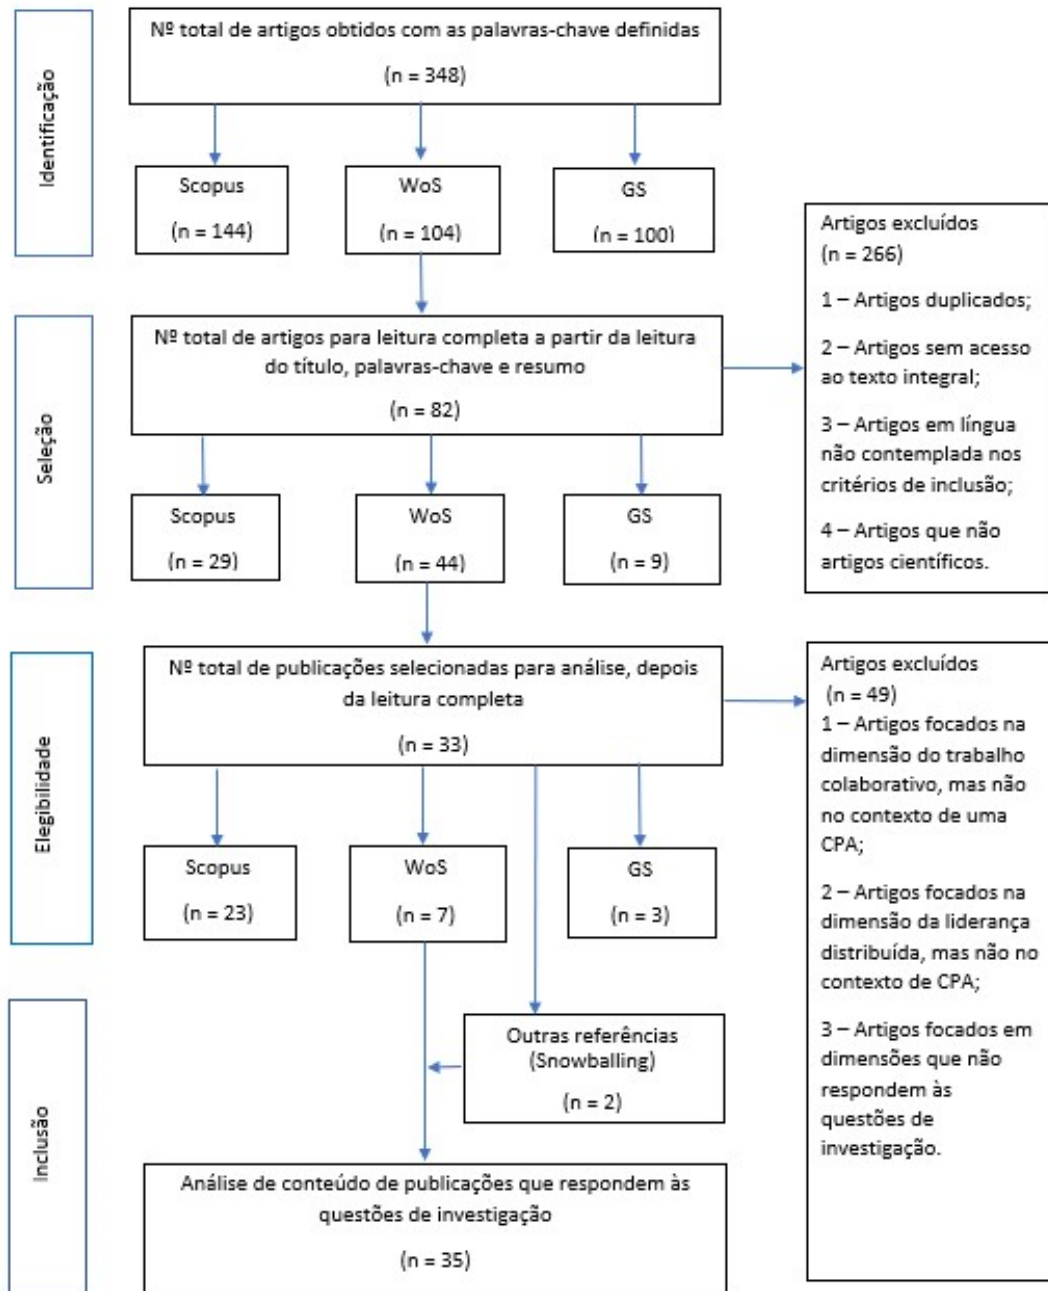 Identificação
Nº total de artigos obtidos com as palavras-chave definidas
(n = 348)
Scopus
(n = 144)
WoS
(n = 104)
GS
(n = 100)
Artigos excluídos
(n = 266)
1 – Artigos duplicados;
2 – Artigos sem acesso
ao texto integral;
3 – Artigos em língua
não contemplada nos
critérios de inclusão;
4 – Artigos que não
artigos científicos.
Seleção
Nº total de artigos para leitura completa a partir da leitura
do título, palavras-chave e resumo
(n = 82)
Scopus
(n = 29)
WoS
(n = 44)
GS
(n = 9)
Elegibilidade
Nº total de publicações selecionadas para análise, depois
da leitura completa
(n = 33)
Scopus
(n = 23)
WoS
(n = 7)
GS
(n = 3)
Artigos excluídos
(n = 49)
1 – Artigos focados na
dimensão do trabalho
colaborativo, mas não
no contexto de uma
CPA;
2 – Artigos focados na
dimensão da liderança
distribuída, mas não no
contexto de CPA;
3 – Artigos focados em
dimensões que não
respondem às
questões de
investigação.
Inclusão
Outras referências
(Snowballing)
(n = 2)
Análise de conteúdo de publicações que respondem às
questões de investigação
(n = 35)